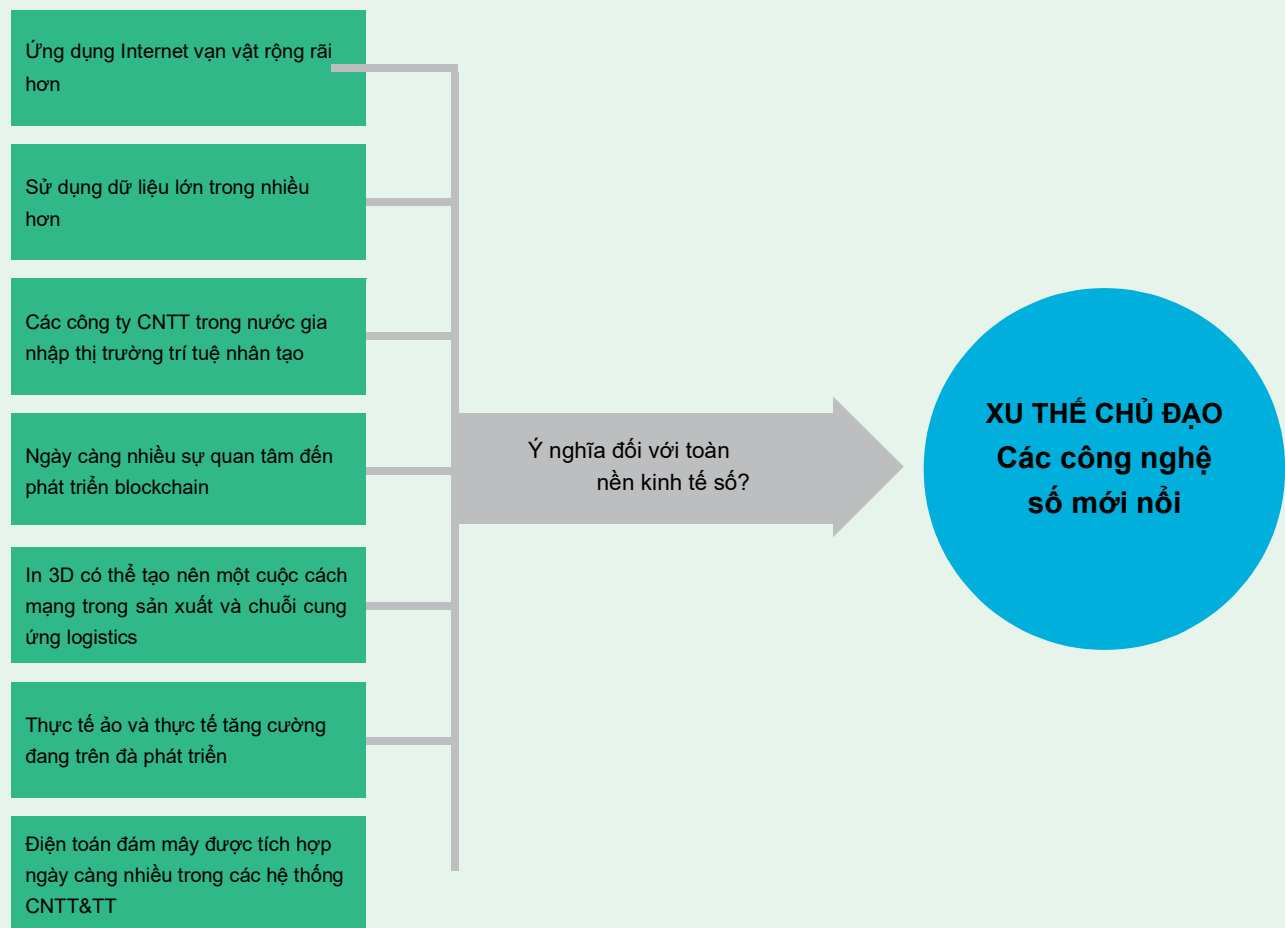 Ứng dụng Internet vạn vật rộng rãi
hơn
Sử dụng dữ liệu lớn trong nhiều
hơn
Các công ty CNTT trong nước gia
nhập thị trường trí tuệ nhân tạo
Ngày càng nhiều sự quan tâm đến
phát triển blockchain
In 3D có thể tạo nên một cuộc cách
mạng trong sản xuất và chuỗi cung
ứng logistics
Thực tế ảo và thực tế tăng cường
đang trên đà phát triển
Điện toán đám mây được tích hợp
ngày càng nhiều trong các hệ thống
CNTT&TT
Ý nghĩa đối với toàn
nền kinh tế số?
XU THẾ CHỦ ĐẠO
Các công nghệ
số mới nổi